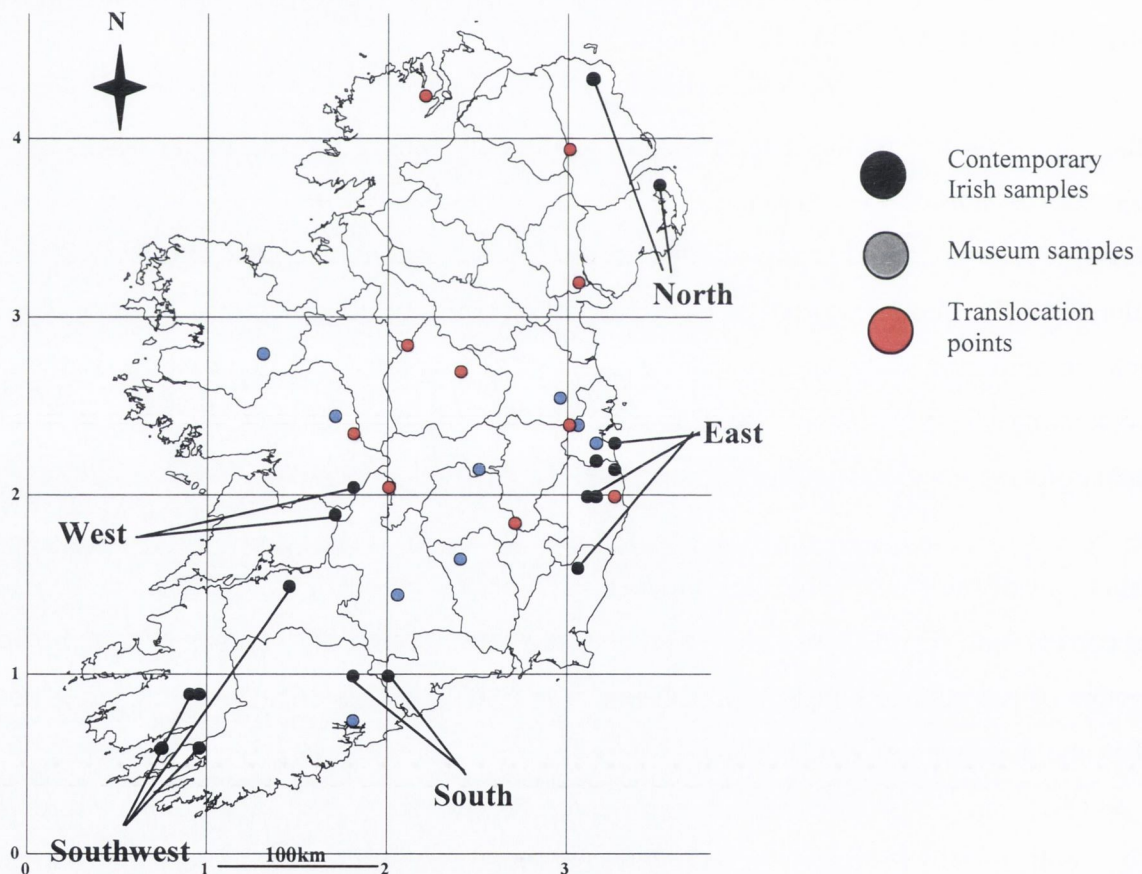 N
4
3
2
1
0
0
1
2
3
100km
North
East
West
South
Southwest
Contemporary
Irish samples
Museum samples
Translocation
points